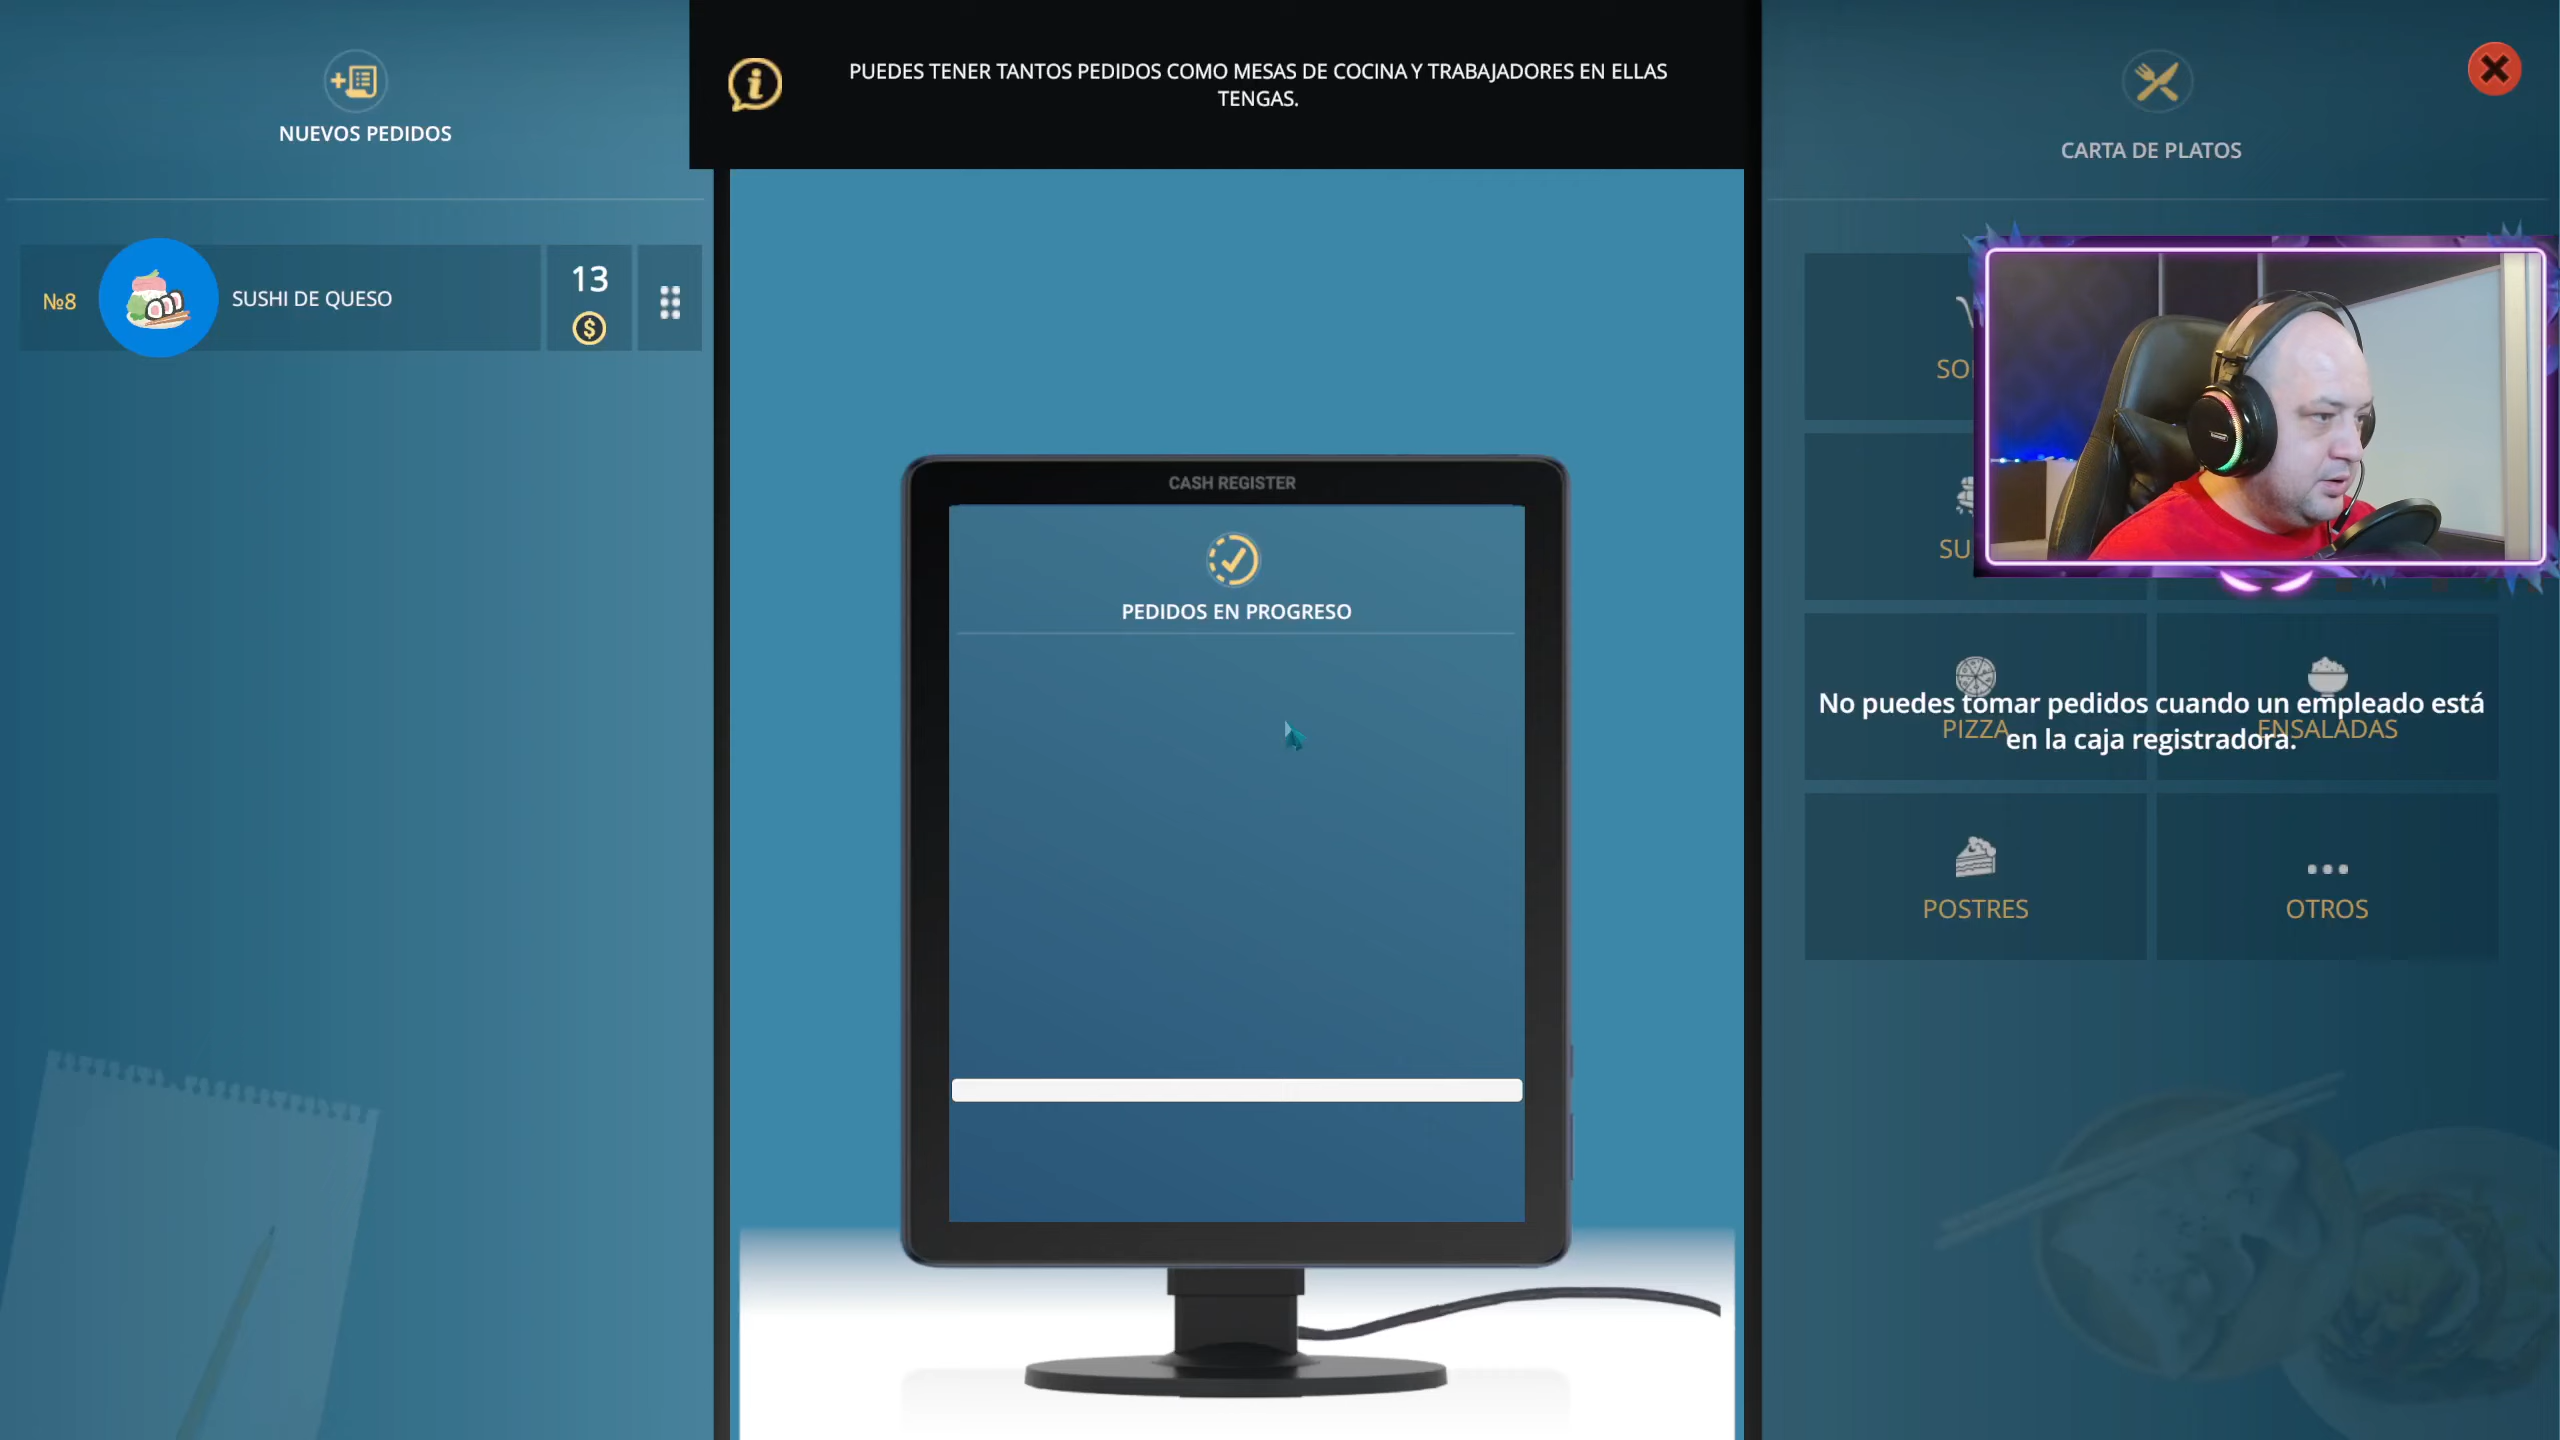 NUEVOS PEDIDOS
№8
SUSHI DE QUESO
13
PUEDES TENER TANTOS PEDIDOS COMO MESAS DE COCINA Y TRABAJADORES EN ELLAS
TENGAS.
CASH REGISTER
PEDIDOS EN PROGRESO
CARTA DE PLATOS
SO
SU
No puedes tomar pedidos cuando un empleado está
en la caja registradora.
PIZZA
ENSALADAS
POSTRES
OTROS